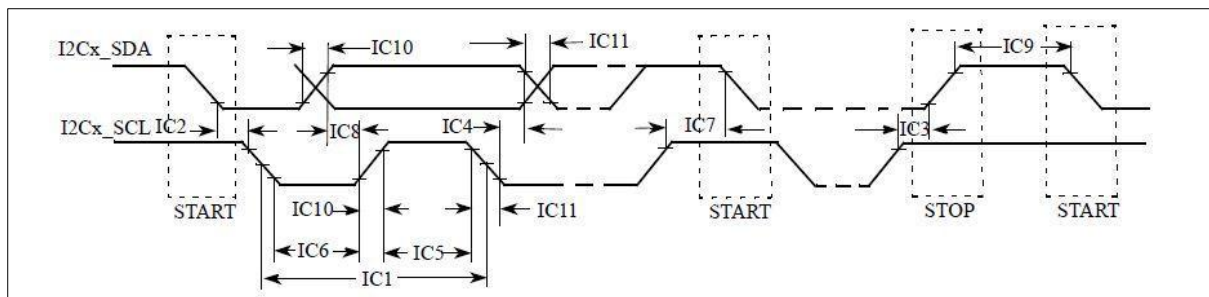 I2Cx_SDA
IC10
IC11
IC9
I2Cx_SCL
IC2
IC8
IC4
IC7
IC3
START
IC10
IC11
START
STOP
START
IC6
IC5
IC1